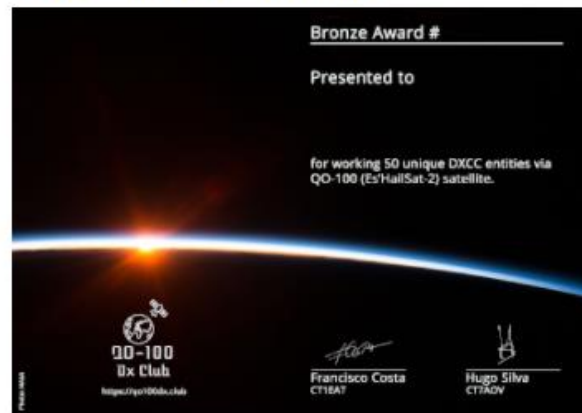 Bronze Award #
Presented to
for working 50 unique DXCC entities via
QO-100 (Es'HailSat-2) satellite.
QO-100
Dx Club
https://qo100dx.club
Francisco Costa
CT1EAT
Hugo Silva
CT7AOV